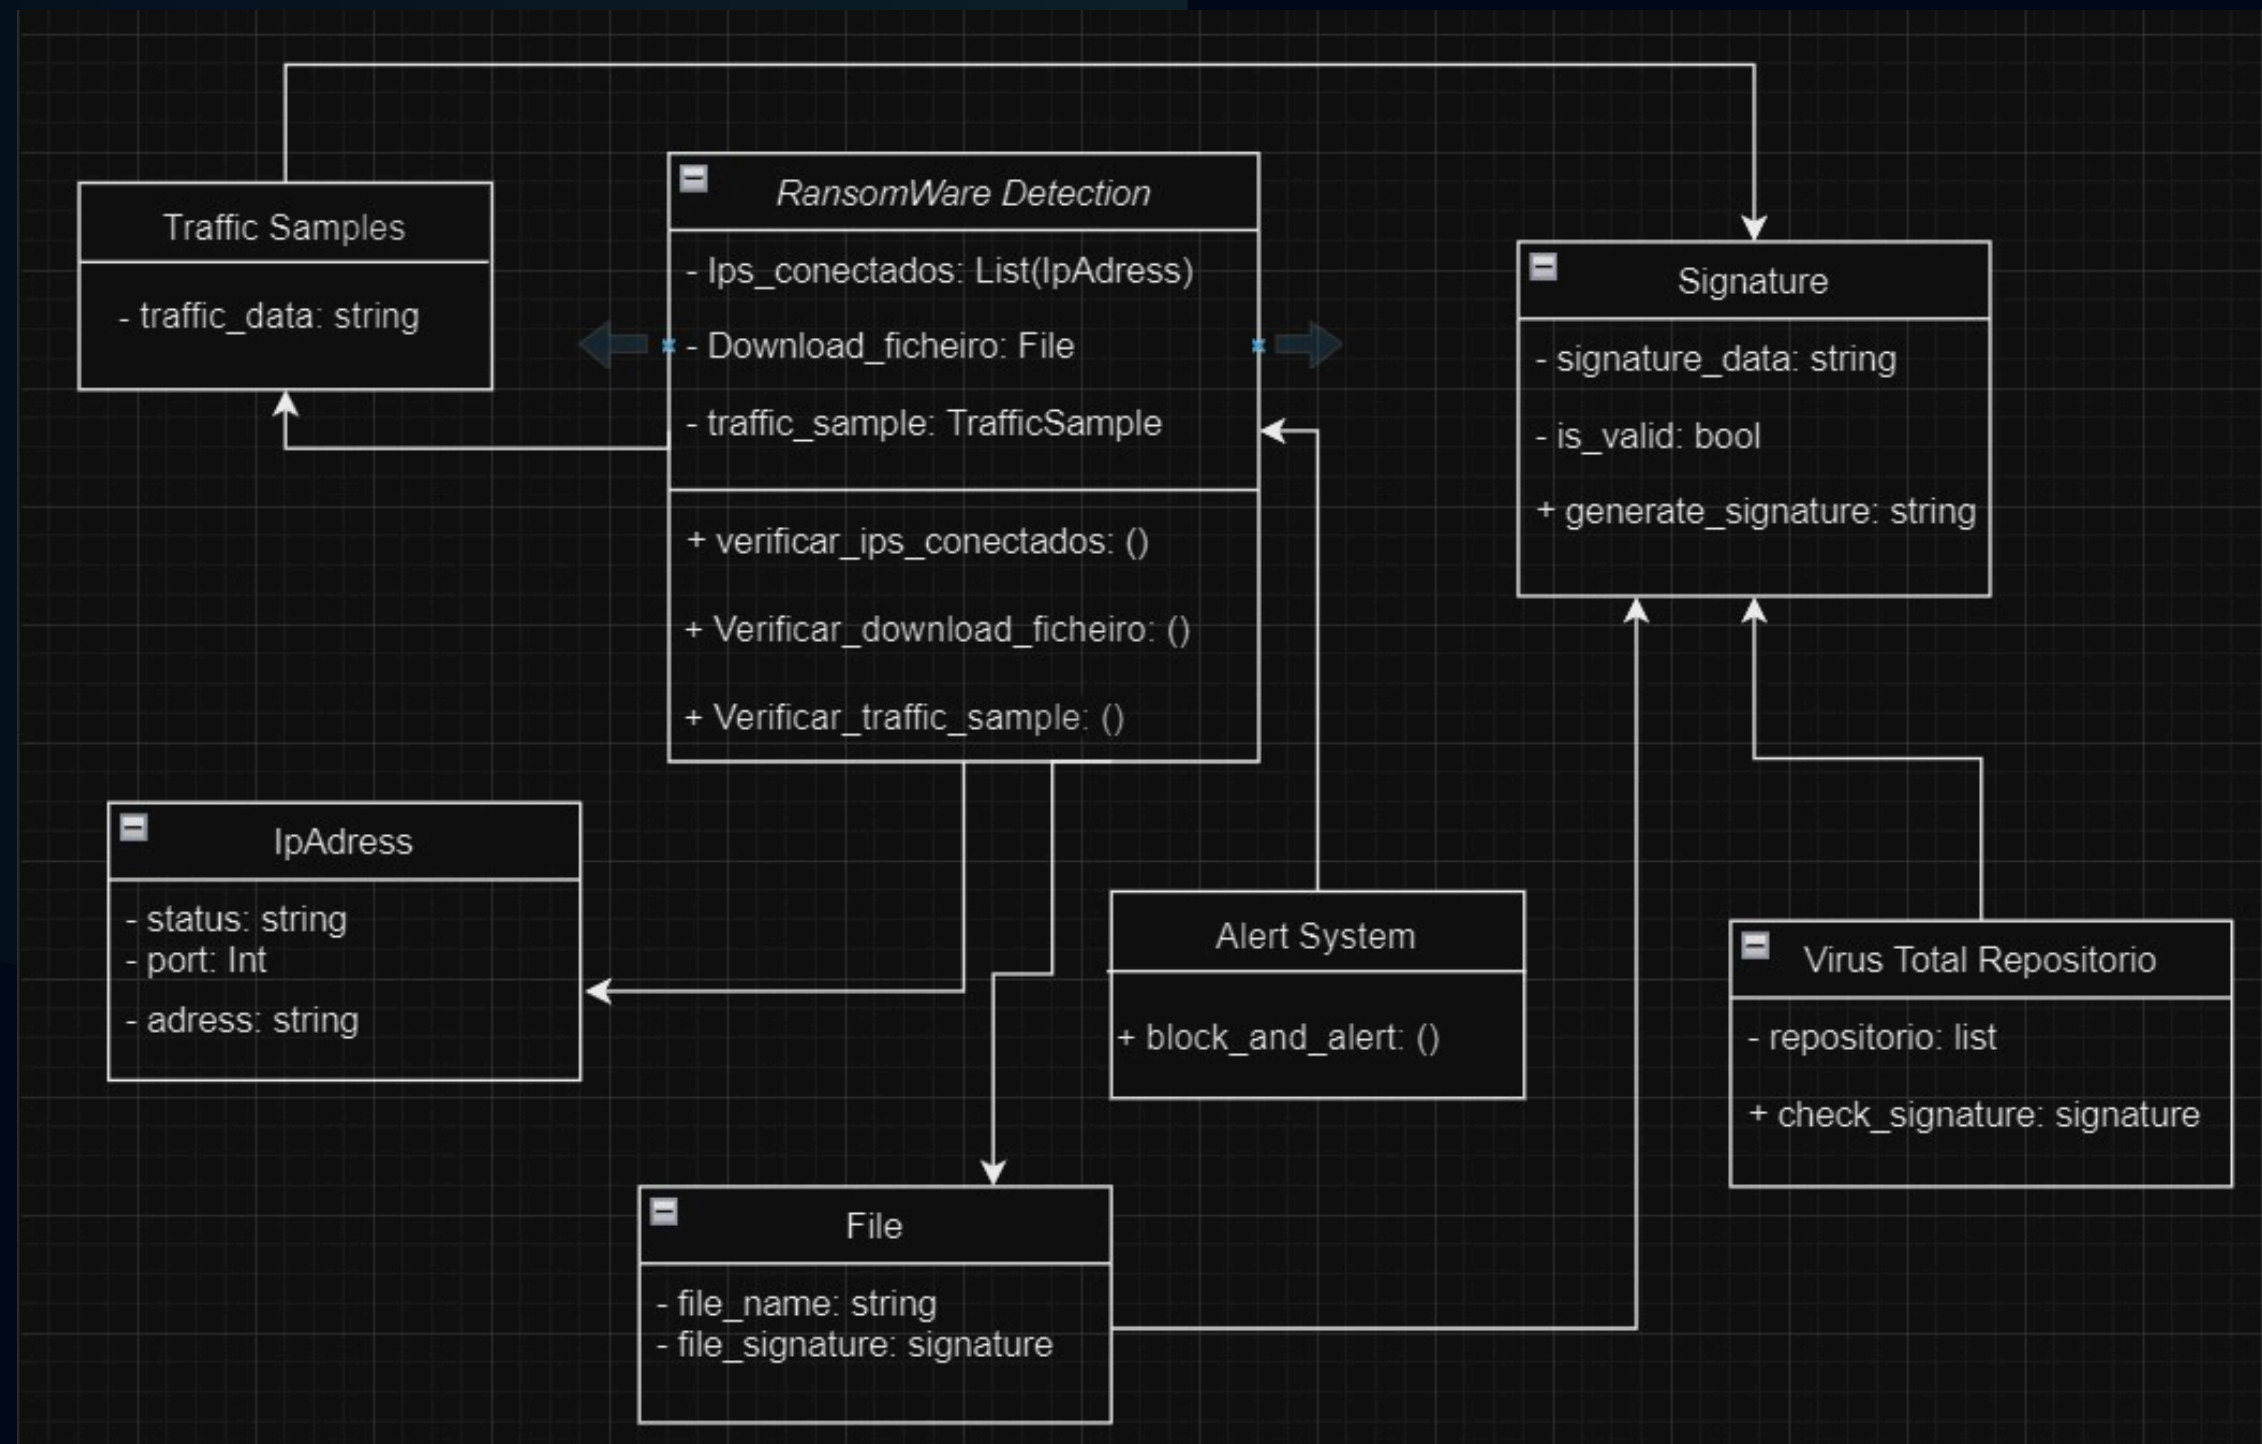 Traffic Samples
- traffic_data: string
RansomWare Detection
- Ips_conectados: List(IpAdress)
- Download_ficheiro: File
- traffic_sample: TrafficSample
+ verificar_ips_conectados: ()
+ Verificar_download_ficheiro: ()
+ Verificar_traffic_sample: ()
Signature
- signature_data: string
- is_valid: bool
+ generate_signature: string
IpAdress
- status: string
- port: Int
- adress: string
Alert System
+ block_and_alert: ()
Virus Total Repositorio
- repositorio: list
+ check_signature: signature
File
- file_name: string
- file_signature: signature